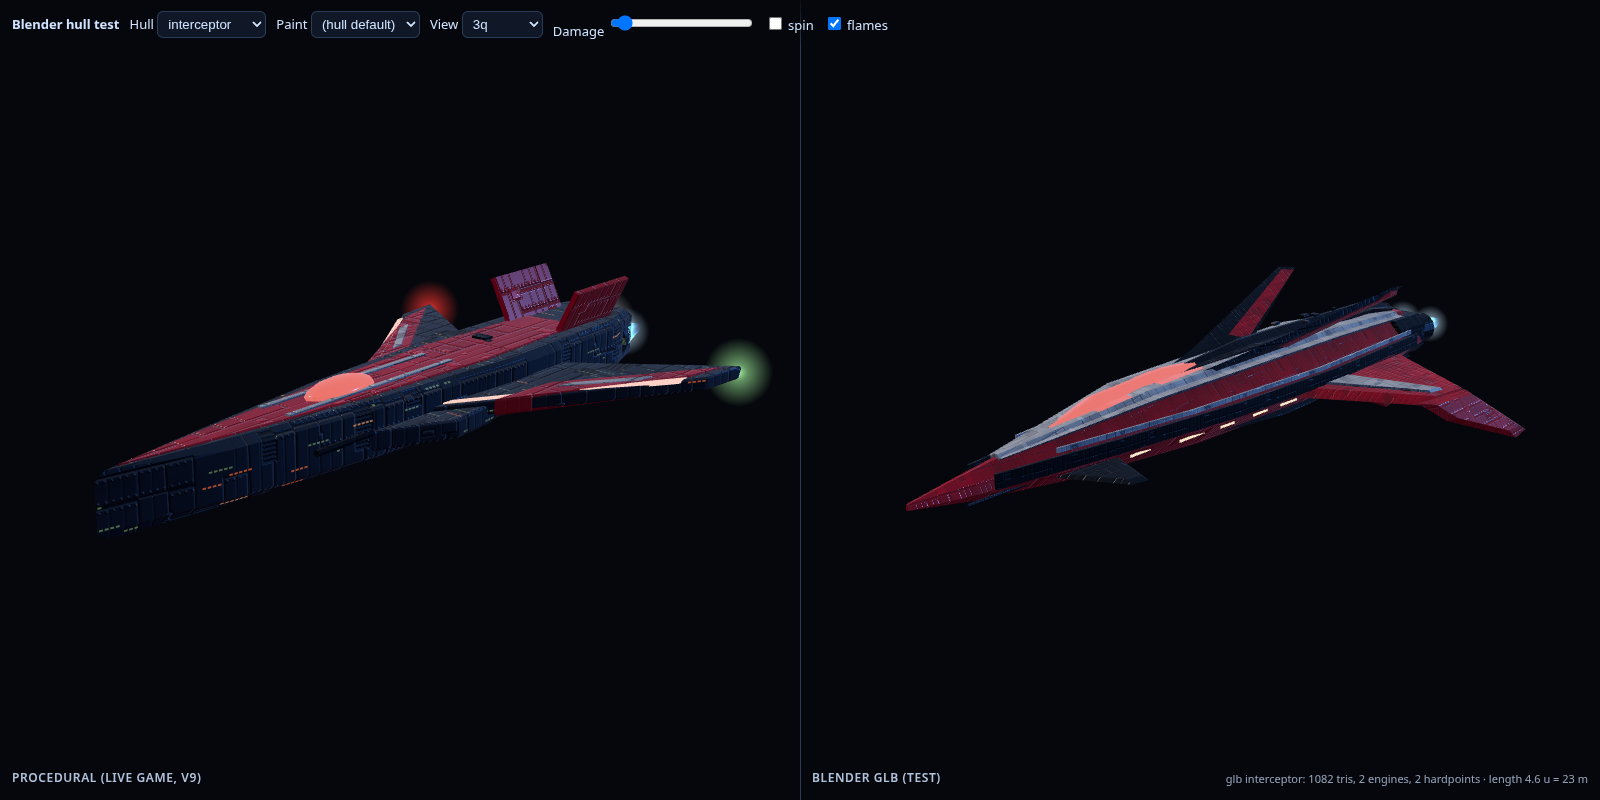 Blender hull test Hull interceptor Paint (hull default) View 3q Damage spin flames
PROCEDURAL (LIVE GAME, V9)
BLENDER GLB (TEST)
glb interceptor: 1082 tris, 2 engines, 2 hardpoints · length 4.6 u = 23 m